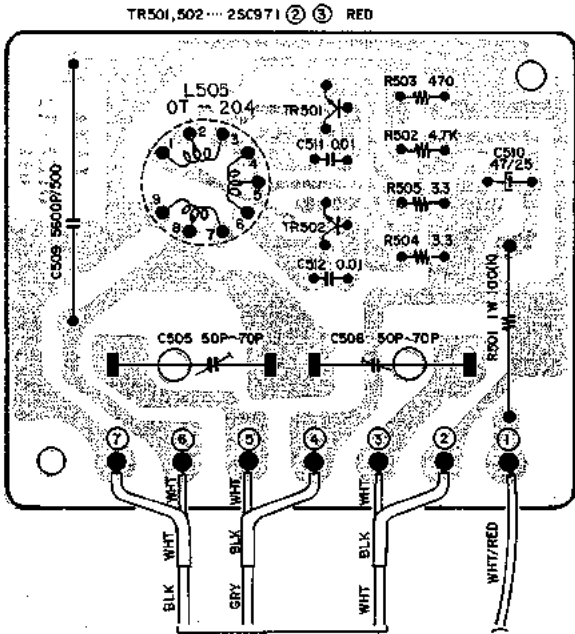 TR501,502 ···· 2SC971 ② ③ RED
L505
OT — 204
1
2
3
4
5
6
7
8
9
TR501
C511 0.01
TR502
C512 0.01
R503 470
R502 4.7K
R505 3.3
R504 3.3
C510
47/25
C509 5600P/500
R501 1W
C505 50P~70P
C506 50P~70P
⑦
⑥
⑤
④
③
②
①
WHT
WHT
WHT
WHT
BLK
BLK
WHT/RED
BLK
GRY
WHT